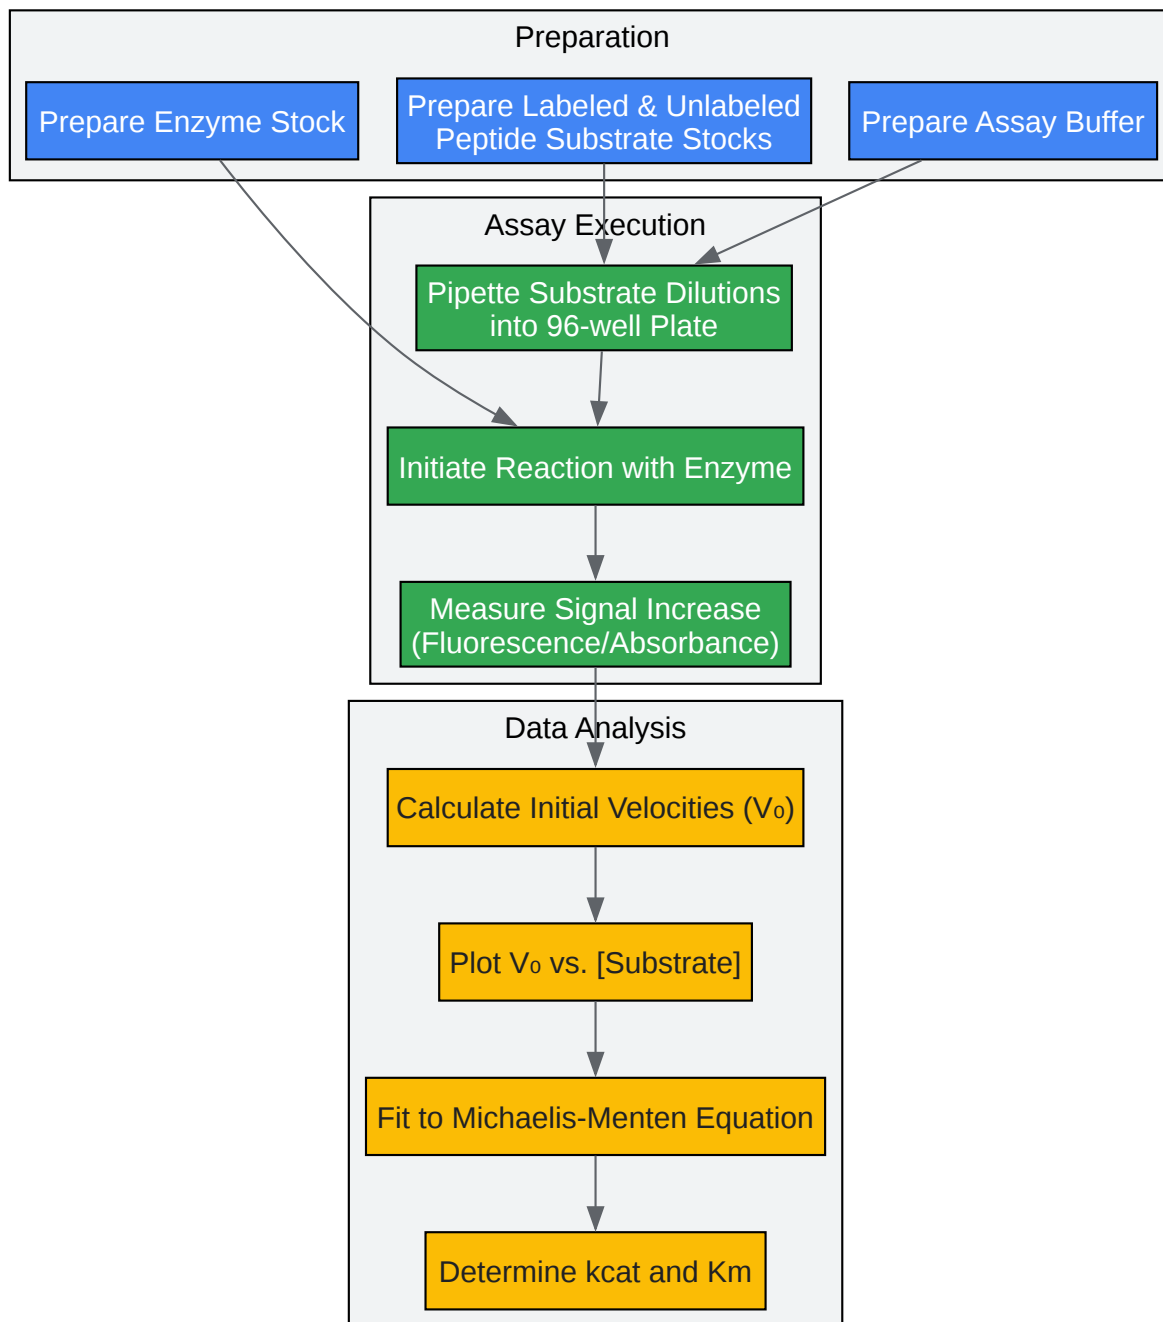 Preparation
Prepare Enzyme Stock
Prepare Labeled & Unlabeled
Peptide Substrate Stocks
Prepare Assay Buffer
Assay Execution
Pipette Substrate Dilutions
into 96-well Plate
Initiate Reaction with Enzyme
Measure Signal Increase
(Fluorescence/Absorbance)
Data Analysis
Calculate Initial Velocities (V₀)
Plot V₀ vs. [Substrate]
Fit to Michaelis-Menten Equation
Determine kcat and Km